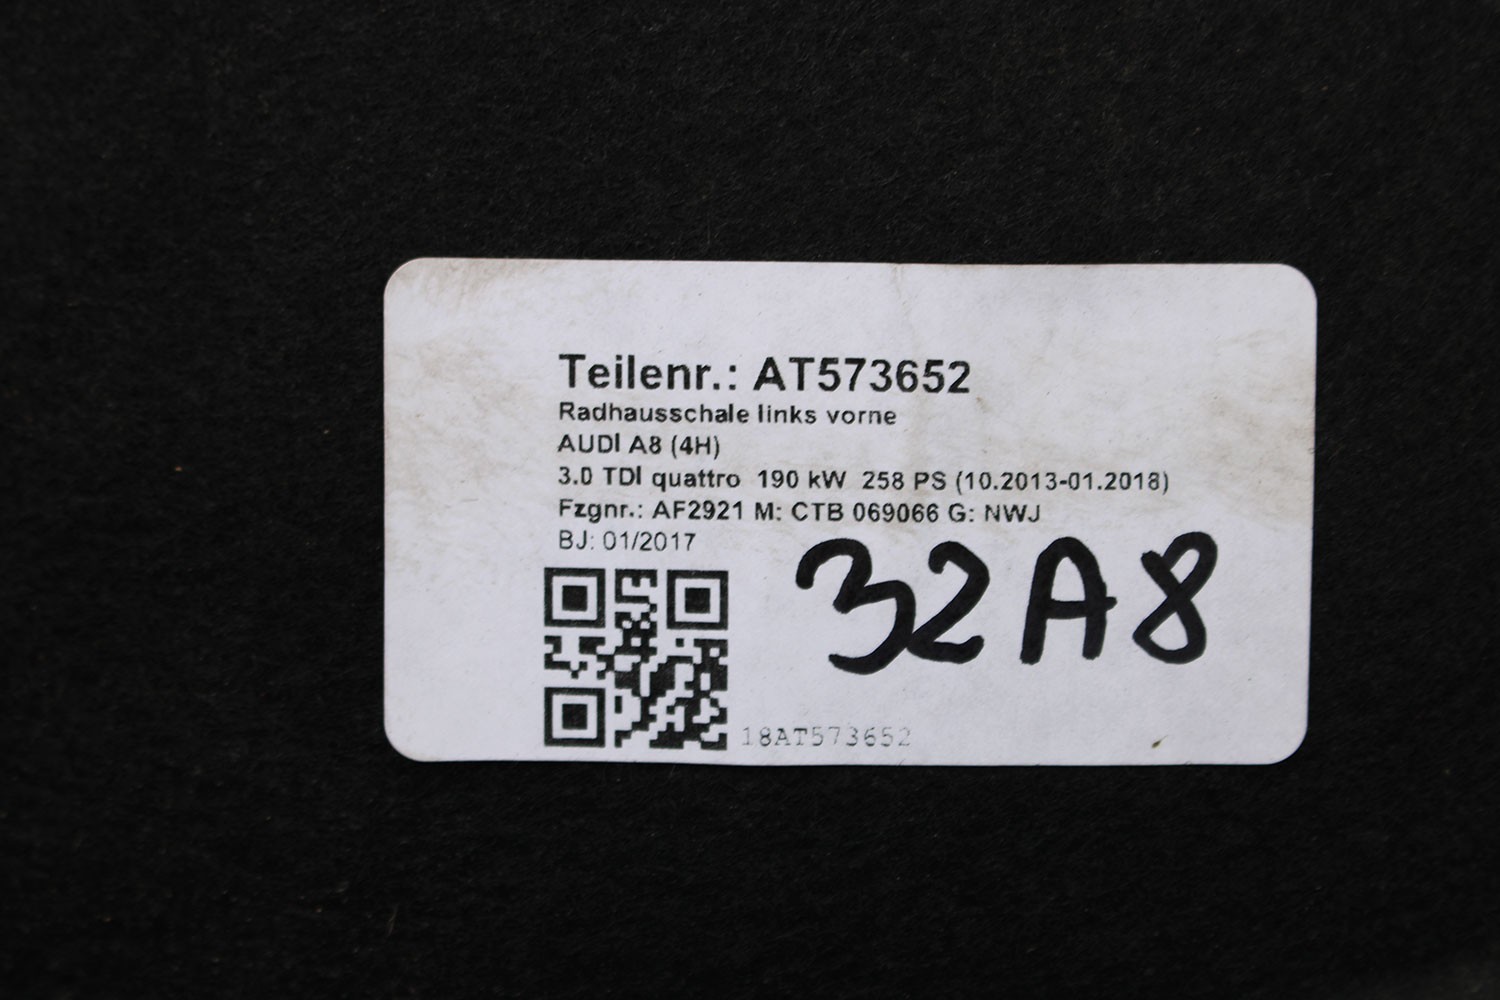 Teilenr.: AT573652
Radhausschale links vorne
AUDI A8 (4H)
3.0 TDI quattro 190 kW 258 PS (10.2013-01.2018)
Fzgnr.: AF2921 M: CTB 069066 G: NWJ
BJ: 01/2017
32A8
18AT573652